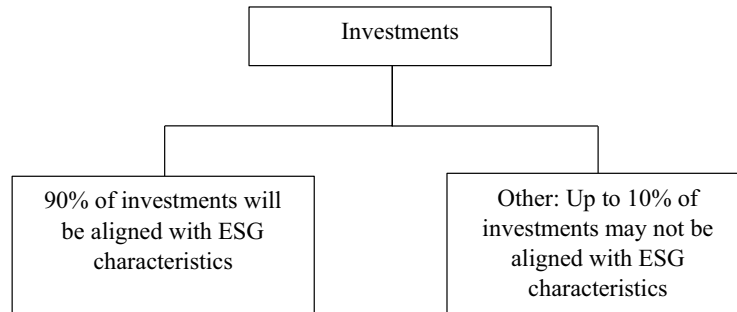 Investments
90% of investments will
be aligned with ESG
characteristics
Other: Up to 10% of
investments may not be
aligned with ESG
characteristics